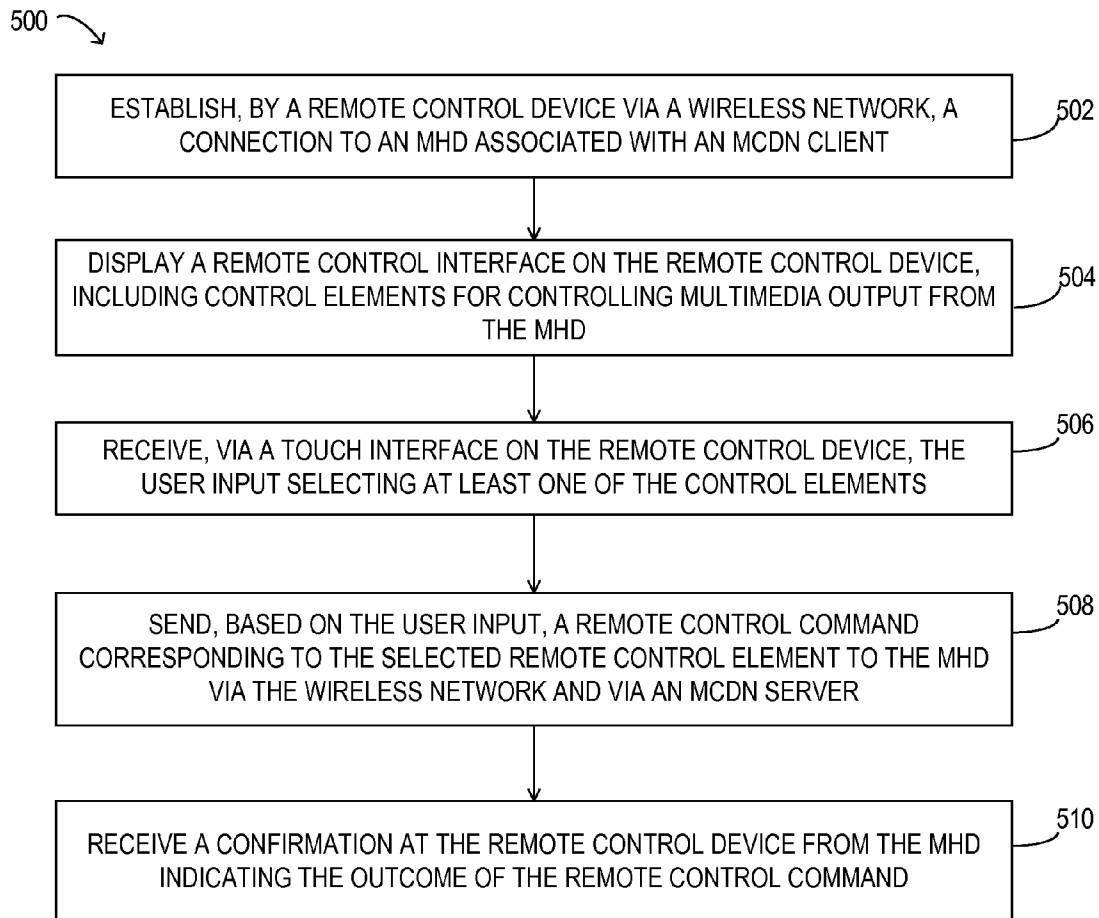 500
ESTABLISH, BY A REMOTE CONTROL DEVICE VIA A WIRELESS NETWORK, A
CONNECTION TO AN MHD ASSOCIATED WITH AN MCDN CLIENT
502
DISPLAY A REMOTE CONTROL INTERFACE ON THE REMOTE CONTROL DEVICE,
INCLUDING CONTROL ELEMENTS FOR CONTROLLING MULTIMEDIA OUTPUT FROM
THE MHD
504
RECEIVE, VIA A TOUCH INTERFACE ON THE REMOTE CONTROL DEVICE, THE
USER INPUT SELECTING AT LEAST ONE OF THE CONTROL ELEMENTS
506
SEND, BASED ON THE USER INPUT, A REMOTE CONTROL COMMAND
CORRESPONDING TO THE SELECTED REMOTE CONTROL ELEMENT TO THE MHD
VIA THE WIRELESS NETWORK AND VIA AN MCDN SERVER
508
RECEIVE A CONFIRMATION AT THE REMOTE CONTROL DEVICE FROM THE MHD
INDICATING THE OUTCOME OF THE REMOTE CONTROL COMMAND
510